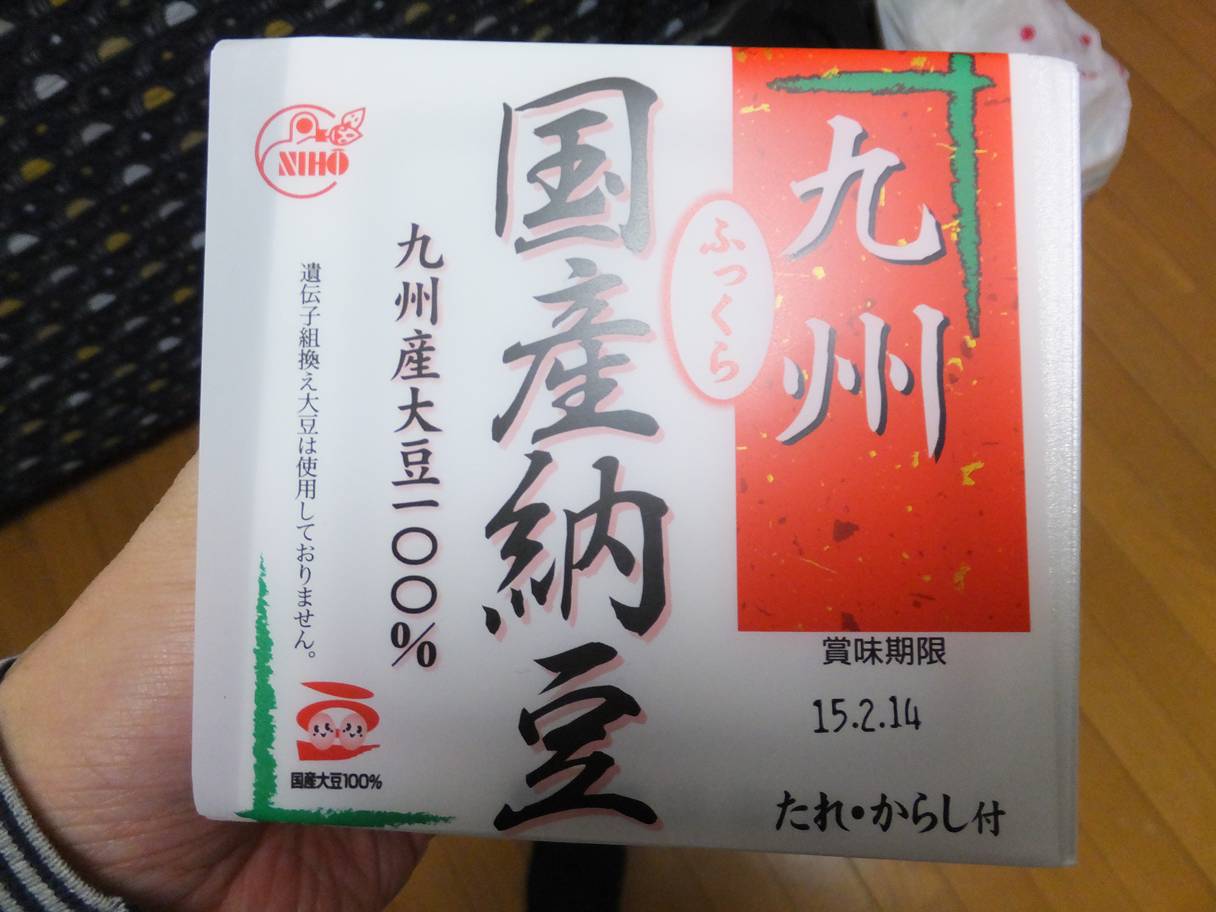 九州
ふっくら
国産納豆
九州産大豆一〇〇%
遺伝子組換え大豆は使用しておりません。
NIHŌ
国産大豆100%
賞味期限
15.2.14
たれ・からし付